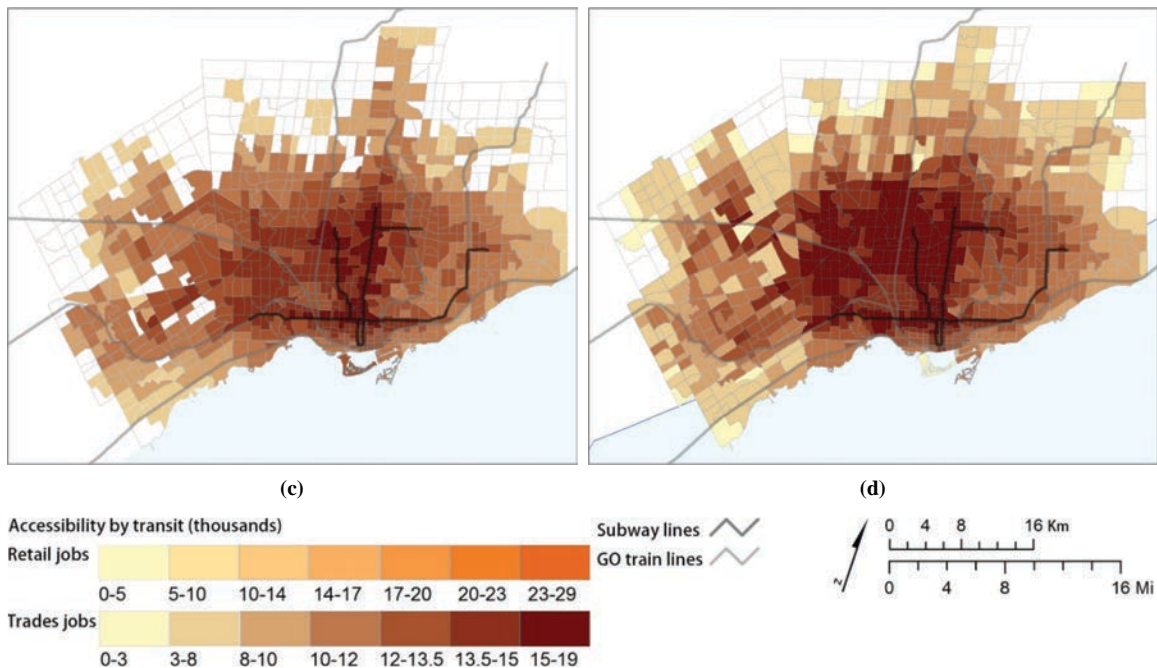 (c)
(d)
Accessibility by transit (thousands)
Retail jobs
0-5 5-10 10-14 14-17 17-20 20-23 23-29
Trades jobs
0-3 3-8 8-10 10-12 12-13.5 13.5-15 15-19
Subway lines
GO train lines
N
0 4 8 16 Km
0 4 8 16 Mi